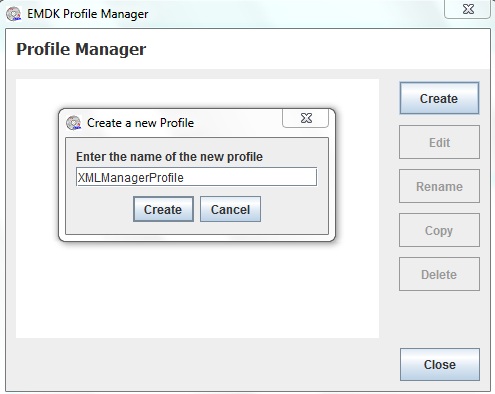 EMDK Profile Manager
Profile Manager
Create a new Profile
Enter the name of the new profile
XMLManagerProfile
Create
Cancel
Create
Edit
Rename
Copy
Delete
Close